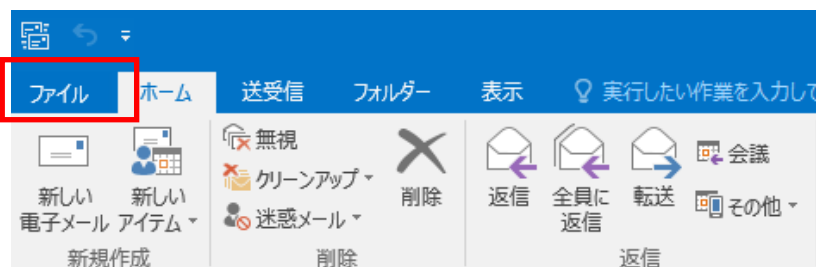 ファイル ホーム 送受信 フォルダー 表示 実行したい作業を入力して
新しい
電子メール
新しい
アイテム
新規作成
無視
クリーンアップ
迷惑メール
削除
削除
返信
全員に
返信
転送
会議
その他
返信